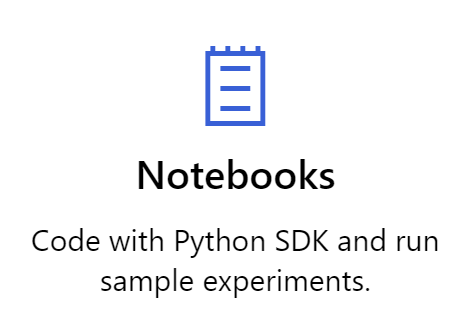 Notebooks
Code with Python SDK and run
sample experiments.